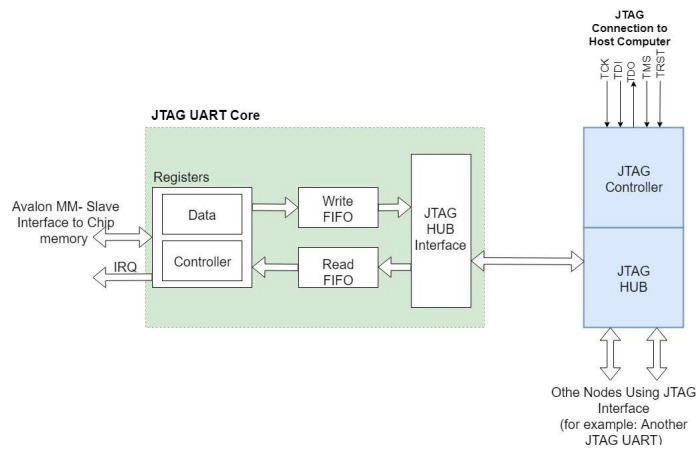 JTAG
Connection to
Host Computer
TCK
TDI
TDO
TMS
TRST
JTAG UART Core
Registers
Data
Controller
Write
FIFO
Read
FIFO
JTAG
HUB
Interface
JTAG
Controller
JTAG
HUB
Avalon MM- Slave
Interface to Chip
memory
IRQ
Othe Nodes Using JTAG
Interface
(for example: Another
JTAG UART)